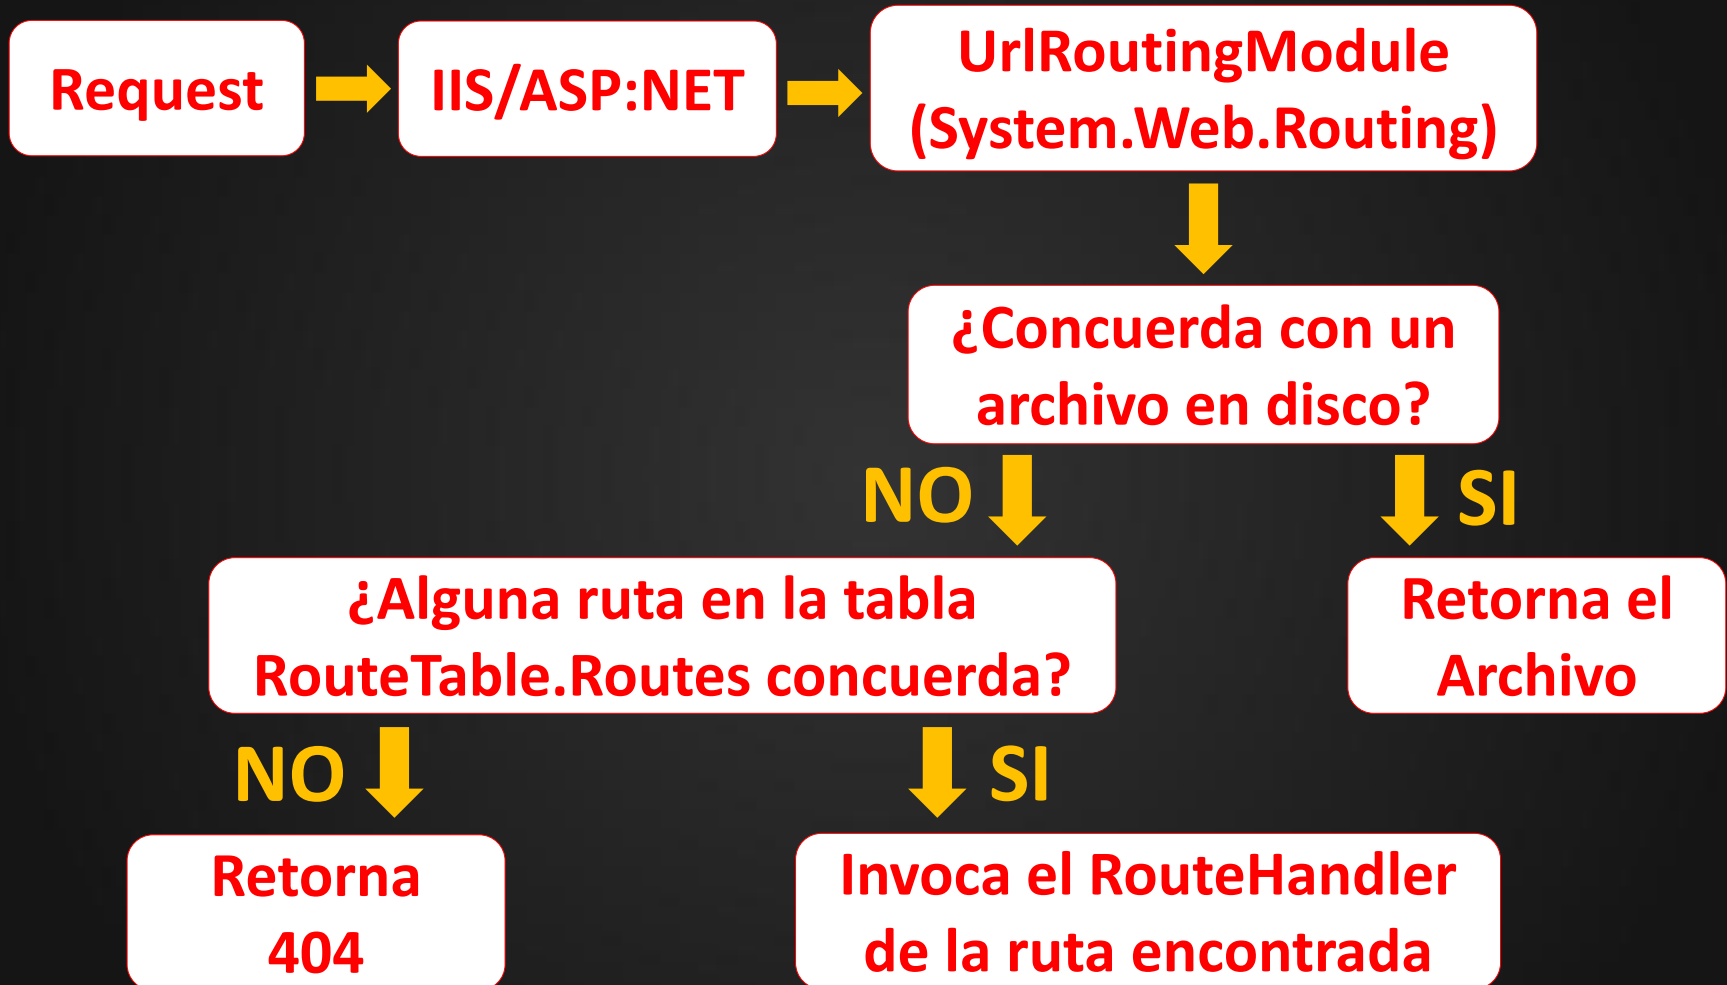 Request
IIS/ASP:NET
UrlRoutingModule
(System.Web.Routing)
¿Concuerda con un
archivo en disco?
NO
SI
¿Alguna ruta en la tabla
RouteTable.Routes concuerda?
Retorna el
Archivo
NO
SI
Retorna
404
Invoca el RouteHandler
de la ruta encontrada